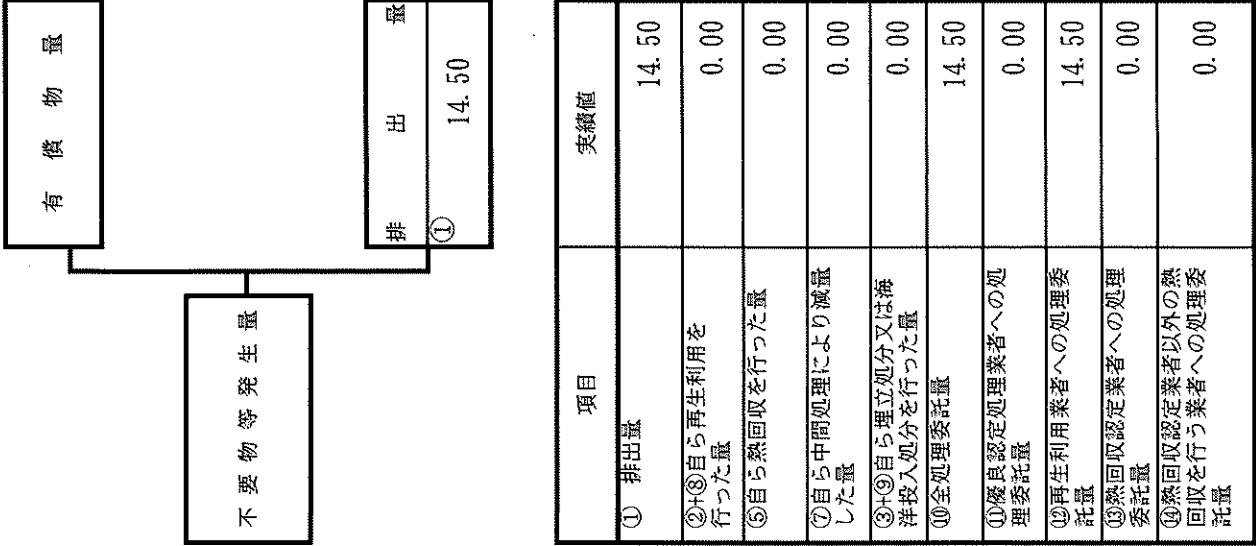 有償物量
不要物等発生量
排出量
①
14.50
項目
実績値
① 排出量
14.50
②+⑧自ら再生利用を
行った量
0.00
⑤自ら熱回収を行った量
0.00
⑦自ら中間処理により減量
した量
0.00
③+⑨自ら埋立処分又は海
洋投入処分を行った量
0.00
⑩全処理委託量
14.50
⑪優良認定処理業者への処
理委託量
0.00
⑫再生利用業者への処理委
託量
14.50
⑬熱回収認定業者への処理
委託量
0.00
⑭熱回収認定業者以外の熱
回収を行う業者への処理委
託量
0.00